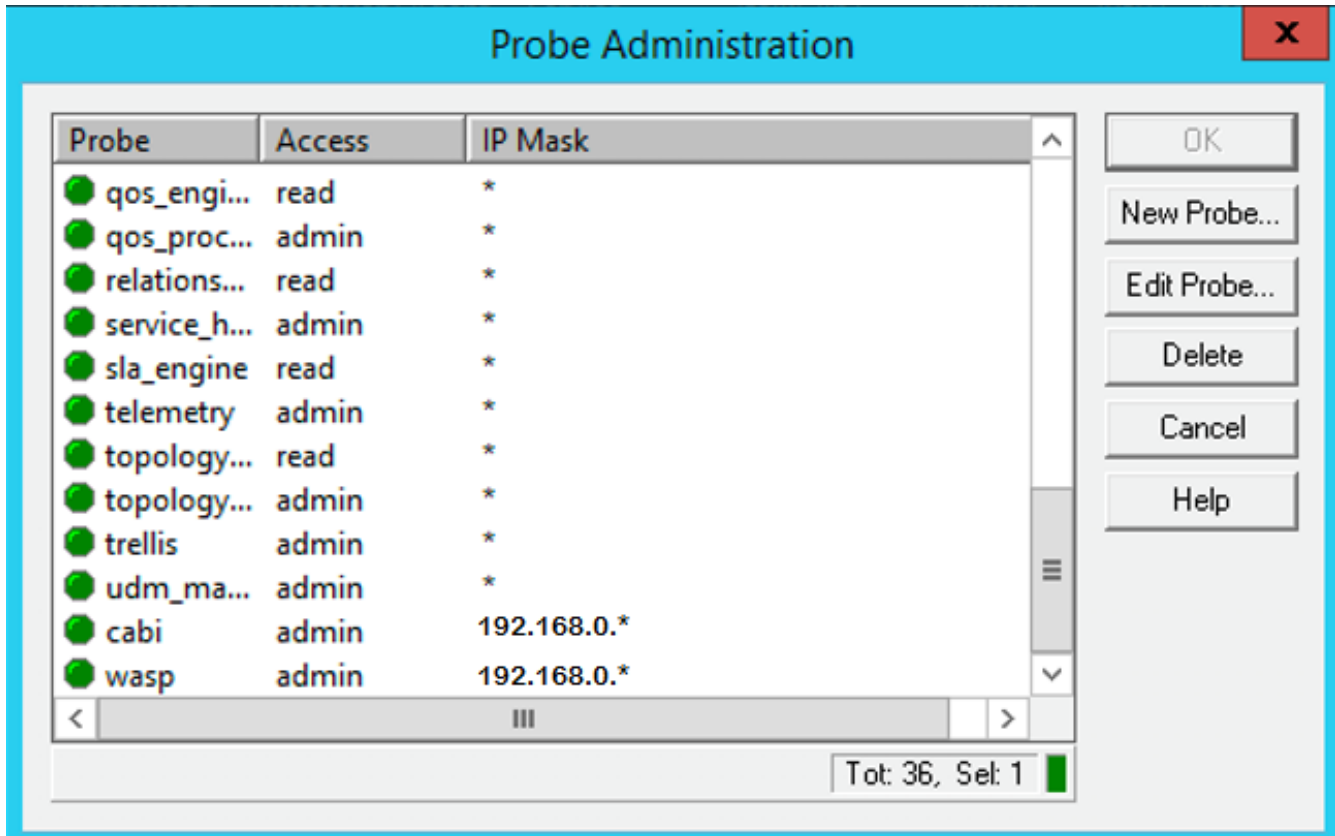 Probe Administration
x
Probe Access IP Mask
qos_engi... read *
qos_proc... admin *
relations... read *
service_h... admin *
sla_engine read *
telemetry admin *
topology... read *
topology... admin *
trellis admin *
udm_ma... admin *
cabi admin 192.168.0.*
wasp admin 192.168.0.*
Tot: 36, Sel: 1
OK
New Probe...
Edit Probe...
Delete
Cancel
Help